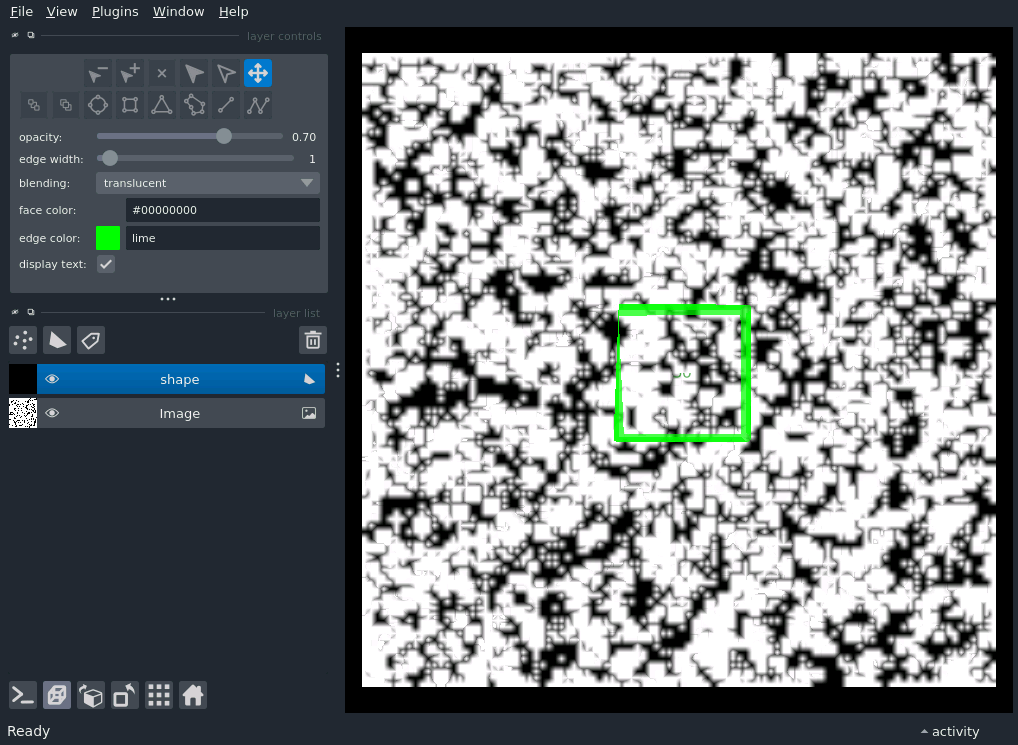 File View Plugins Window Help
layer controls
opacity: 0.70
edge width: 1
blending: translucent
face color: #00000000
edge color: lime
display text:
layer list
shape
Image
Ready
activity